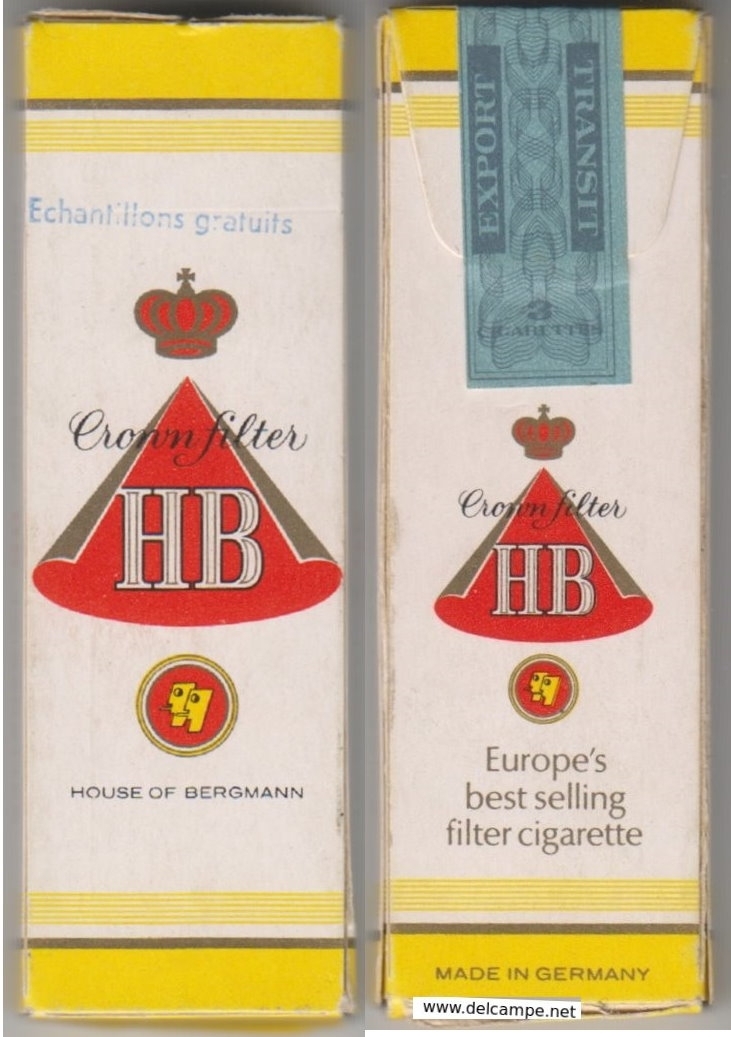 Echantillons gratuits
Crown filter
HB
HOUSE OF BERGMANN
EXPORT
TRANSIT
3
CIGARETTES
Crown filter
HB
Europe's
best selling
filter cigarette
MADE IN GERMANY
www.delcampe.net